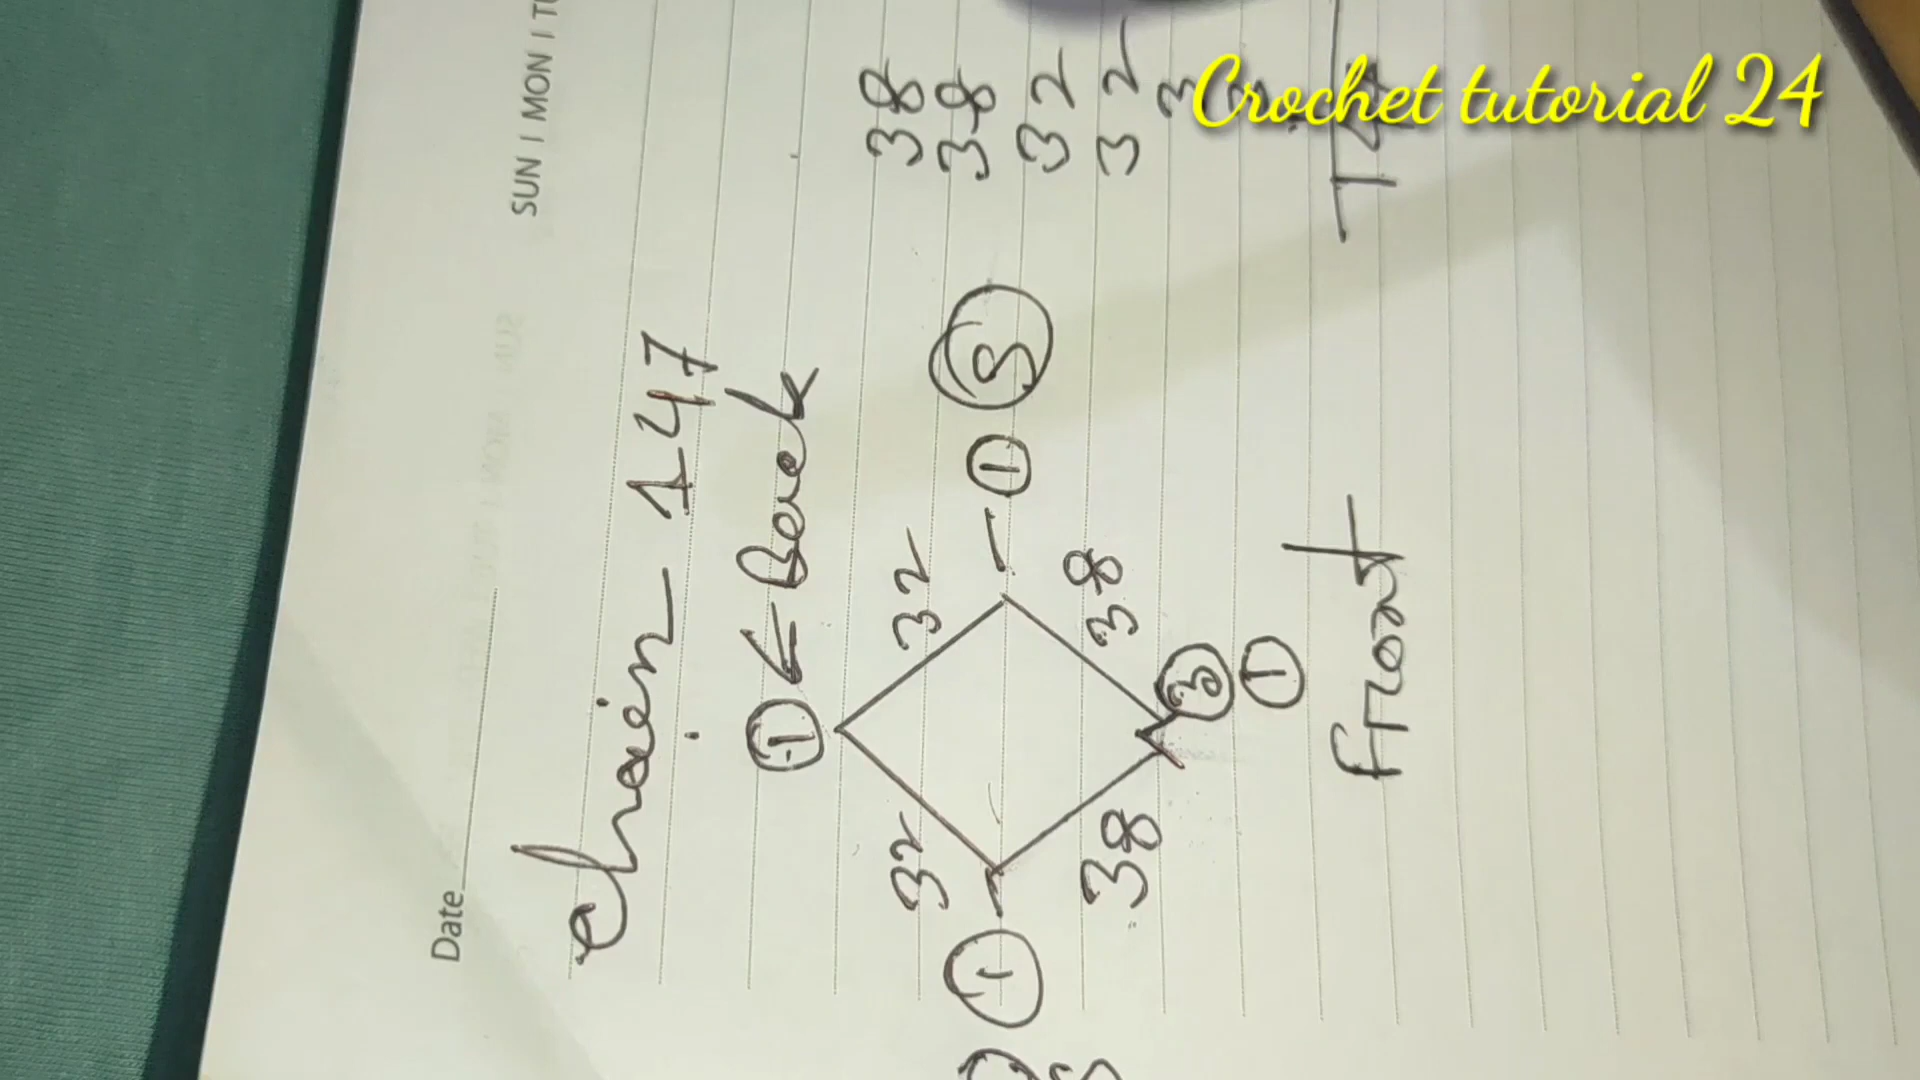 Crochet tutorial 24
Date
SUN I MON I TU
chain - 147
① ← Back
32 32
① - - ① Ⓢ
38 38
③ ①
front
38
38
32
32
3